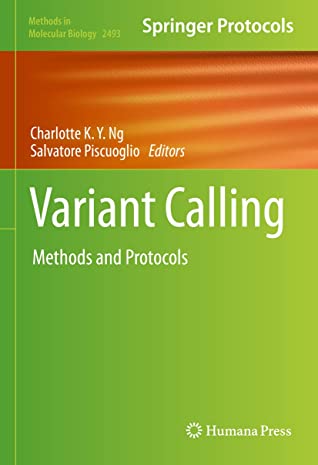 Methods in
Molecular Biology 2493
Springer Protocols
Charlotte K. Y. Ng
Salvatore Piscuoglio Editors
Variant Calling
Methods and Protocols
Humana Press